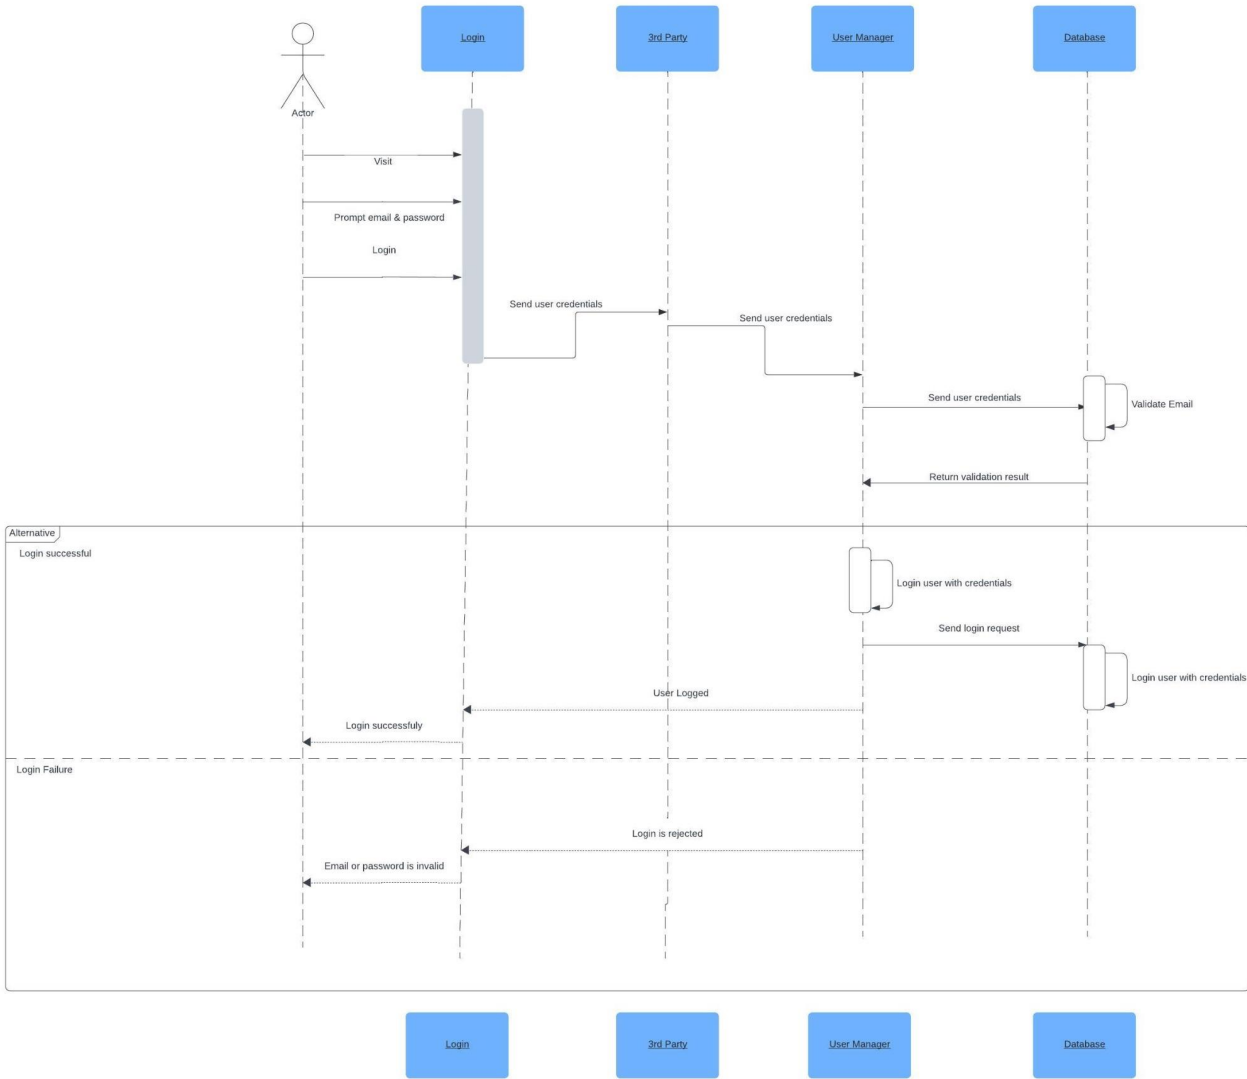 Login
3rd Party
User Manager
Database
Actor
Visit
Prompt email & password
Login
Send user credentials
Send user credentials
Send user credentials
Validate Email
Return validation result
Alternative
Login successful
Login user with credentials
Send login request
Login user with credentials
User Logged
Login successfuly
Login Failure
Login is rejected
Email or password is invalid
Login
3rd Party
User Manager
Database